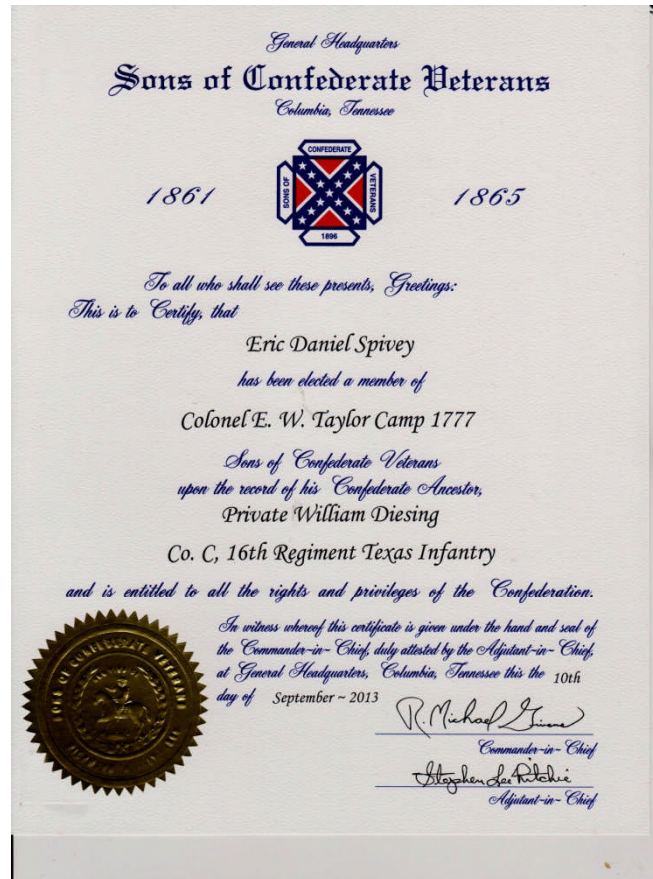 General Headquarters
Sons of Confederate Veterans
Columbia, Tennessee
CONFEDERATE
SONS OF
VETERANS
1896
1861
1865
To all who shall see these presents, Greetings:
This is to Certify, that
Eric Daniel Spivey
has been elected a member of
Colonel E. W. Taylor Camp 1777
Sons of Confederate Veterans
upon the record of his Confederate Ancestor,
Private William Diesing
Co. C, 16th Regiment Texas Infantry
and is entitled to all the rights and privileges of the Confederation.
In witness whereof this certificate is given under the hand and seal of
the Commander-in-Chief, duly attested by the Adjutant-in-Chief,
at General Headquarters, Columbia, Tennessee this the 10th
day of September ~ 2013
R. Michael Givens
Commander-in-Chief
Stephen Lee Ritchie
Adjutant-in-Chief
SONS OF CONFEDERATE VETERANS